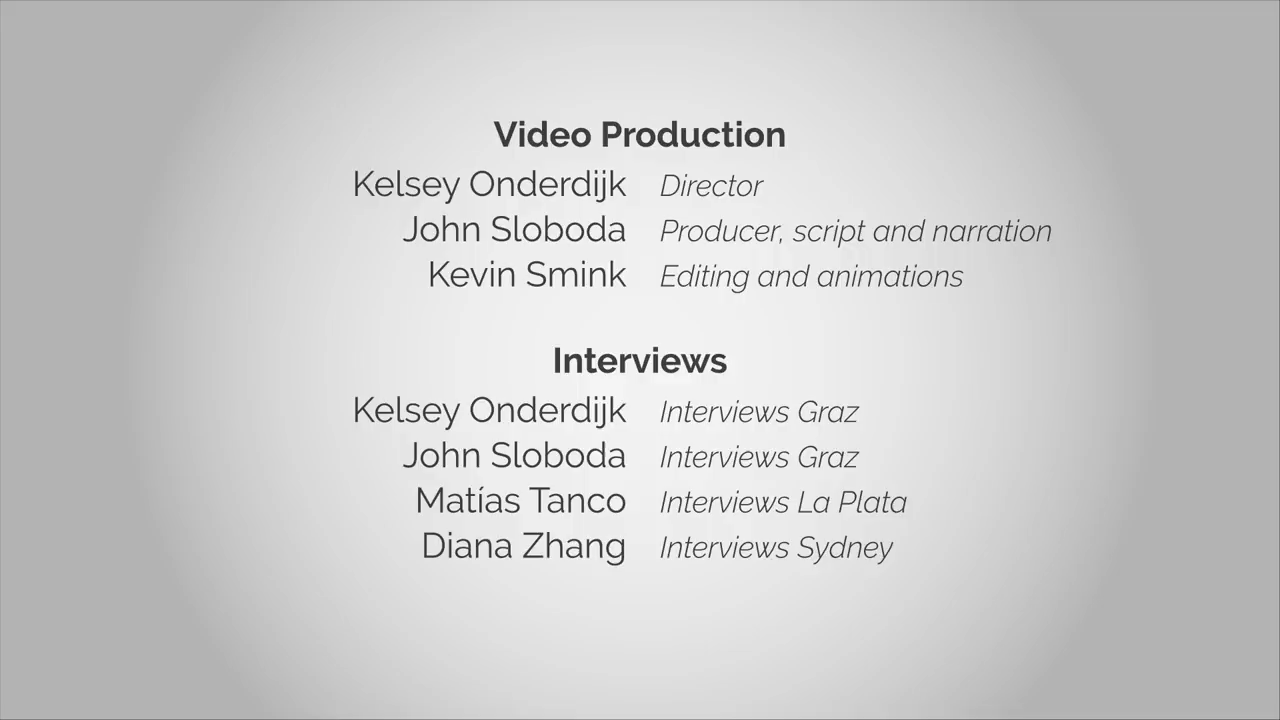 Video Production
Kelsey Onderdijk Director
John Sloboda Producer, script and narration
Kevin Smink Editing and animations
Interviews
Kelsey Onderdijk Interviews Graz
John Sloboda Interviews Graz
Matías Tanco Interviews La Plata
Diana Zhang Interviews Sydney